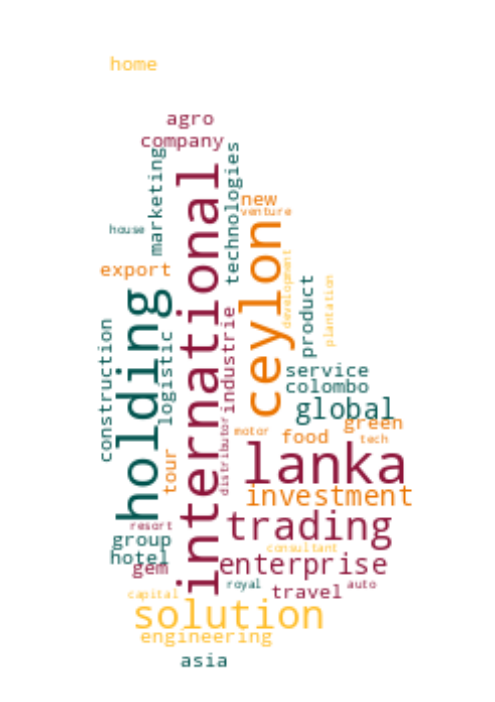 home
agro
company
marketing
technologies
international
new
venture
house
ceylon
export
development
product
plantation
holding
industrie
construction
logistic
service
colombo
global
green
distributor
motor
food
tech
lanka
tour
investment
trading
resort
group
consultant
hotel
gem
enterprise
royal
auto
travel
capital
solution
engineering
asia